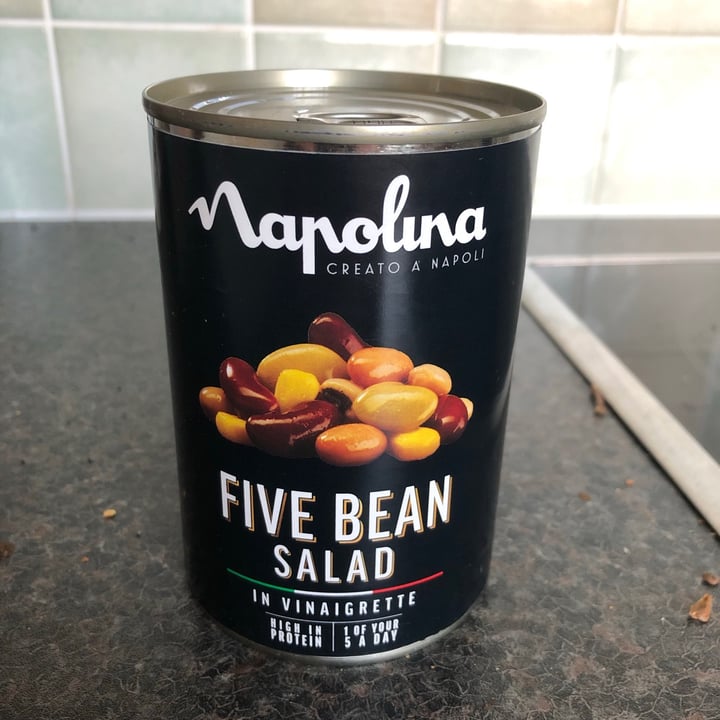 Napolina
CREATO A NAPOLI
FIVE BEAN
SALAD
IN VINAIGRETTE
HIGH IN
PROTEIN
1 OF YOUR
5 A DAY